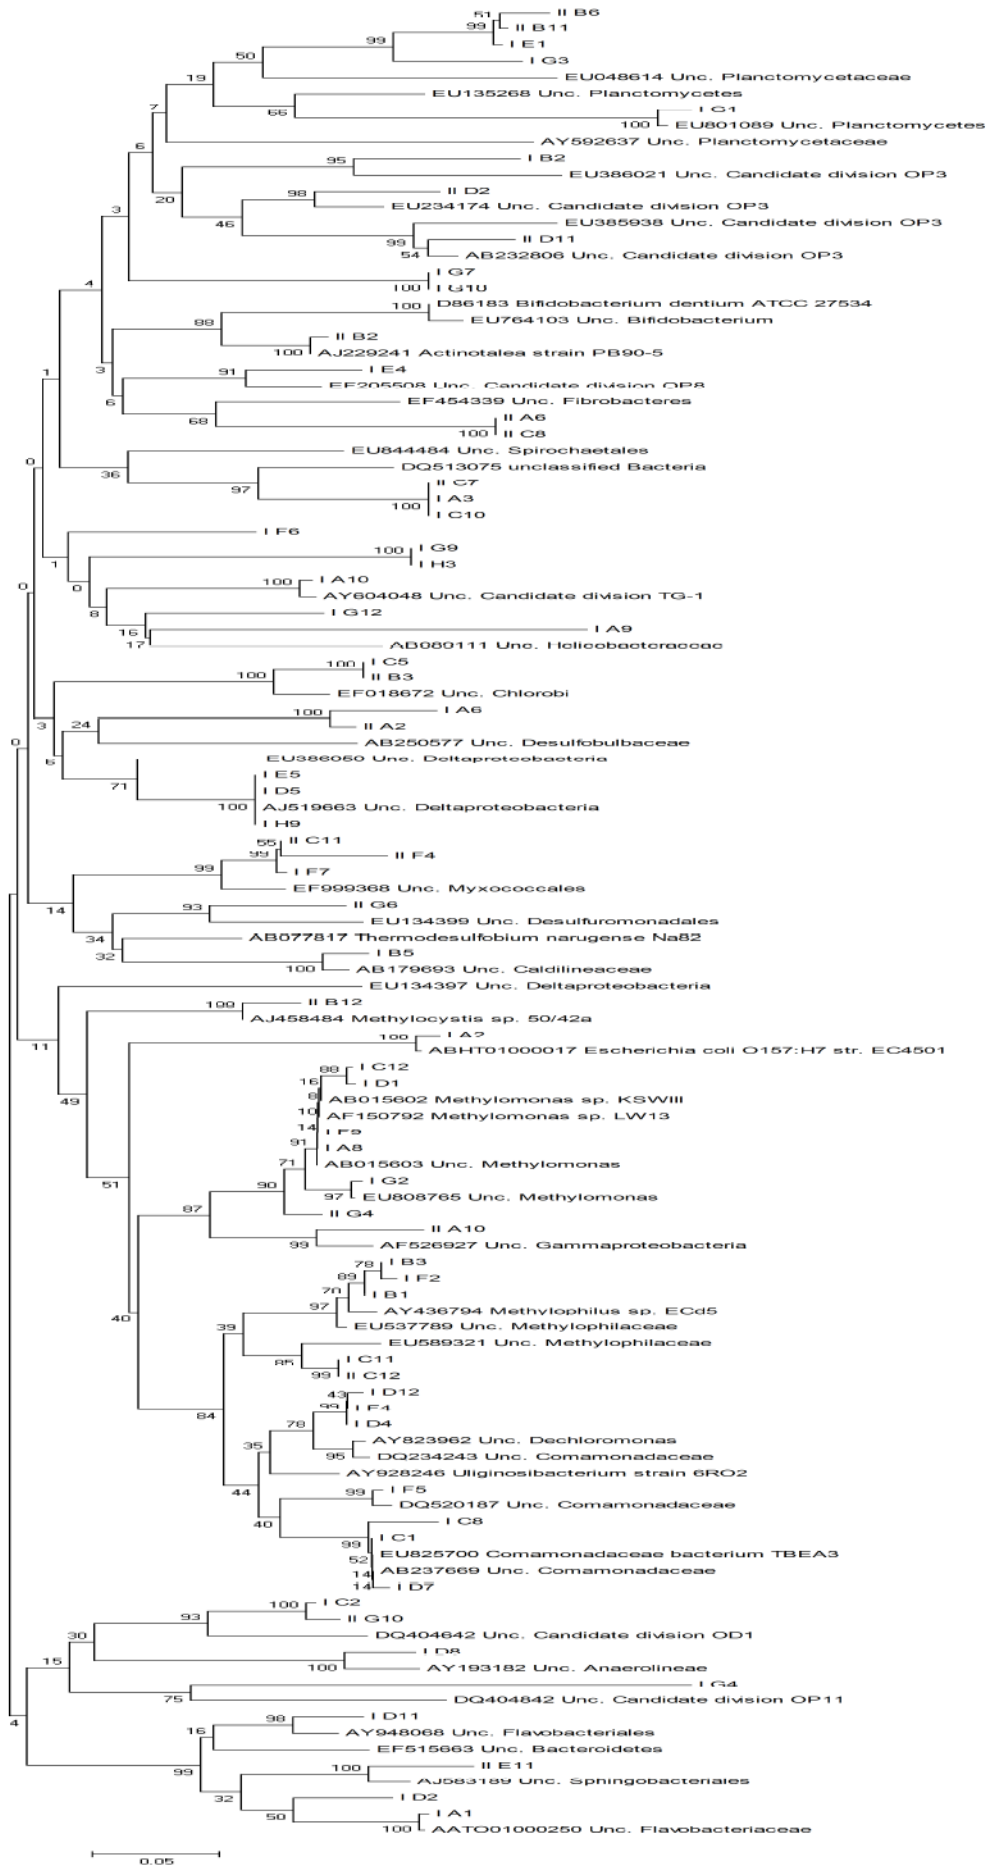 51 II B6
99 II B11
I E1
99 I G3
50 EU048614 Unc. Planctomycetaceae
19 EU135268 Unc. Planctomycetes
66 I G1
100 EU801089 Unc. Planctomycetes
7 AY592637 Unc. Planctomycetaceae
6 95 I B2
20 EU386021 Unc. Candidate division OP3
98 II D2
46 EU234174 Unc. Candidate division OP3
3 EU385938 Unc. Candidate division OP3
99 II D11
54 AB232806 Unc. Candidate division OP3
4 I G7
100 I G10
100 D86183 Bifidobacterium dentium ATCC 27534
88 EU764103 Unc. Bifidobacterium
II B2
100 AJ229241 Actinotalea strain PB90-5
3 91 I E4
1 EF205508 Unc. Candidate division OP8
6 EF454339 Unc. Fibrobacteres
68 II A6
100 II C8
EU844484 Unc. Spirochaetales
0 36 DQ513075 unclassified Bacteria
97 II C7
100 I A3
I C10
I F6
1 100 I G9
I H3
0 0 100 I A10
8 AY604048 Unc. Candidate division TG-1
I G12
16 I A9
17 AB080111 Unc. Helicobacteraceae
100 I C5
100 II B3
EF018672 Unc. Chlorobi
3 100 I A6
24 II A2
0 AB250577 Unc. Desulfobulbaceae
6 EU386050 Unc. Deltaproteobacteria
71 I E5
I D5
100 AJ519663 Unc. Deltaproteobacteria
I H9
55 II C11
99 II F4
99 I F7
EF999368 Unc. Myxococcales
14 93 II G6
EU134399 Unc. Desulfuromonadales
34 AB077817 Thermodesulfobium narugense Na82
32 I B5
100 AB179693 Unc. Caldilineaceae
EU134397 Unc. Deltaproteobacteria
100 II B12
AJ458484 Methylocystis sp. 50/42a
11 100 I A2
ABHT01000017 Escherichia coli O157:H7 str. EC4501
88 I C12
49 16 I D1
8 AB015602 Methylomonas sp. KSWIII
10 AF150792 Methylomonas sp. LW13
14 I F9
91 I A8
71 AB015603 Unc. Methylomonas
51 90 I G2
97 EU808765 Unc. Methylomonas
87 II G4
II A10
99 AF526927 Unc. Gammaproteobacteria
78 I B3
89 I F2
70 I B1
40 97 AY436794 Methylophilus sp. ECd5
39 EU537789 Unc. Methylophilaceae
EU589321 Unc. Methylophilaceae
85 I C11
99 II C12
43 I D12
84 99 I F4
78 I D4
AY823962 Unc. Dechloromonas
35 95 DQ234243 Unc. Comamonadaceae
AY928246 Uliginosibacterium strain 6RO2
44 99 I F5
DQ520187 Unc. Comamonadaceae
40 I C8
99 I C1
52 EU825700 Comamonadaceae bacterium TBEA3
14 AB237669 Unc. Comamonadaceae
14 I D7
100 I C2
93 II G10
30 DQ404642 Unc. Candidate division OD1
I D8
15 100 AY193182 Unc. Anaerolineae
I G4
75 DQ404842 Unc. Candidate division OP11
4 98 I D11
16 AY948068 Unc. Flavobacteriales
EF515663 Unc. Bacteroidetes
99 100 II E11
AJ583189 Unc. Sphingobacteriales
32 I D2
50 I A1
100 AATO01000250 Unc. Flavobacteriaceae
0.05